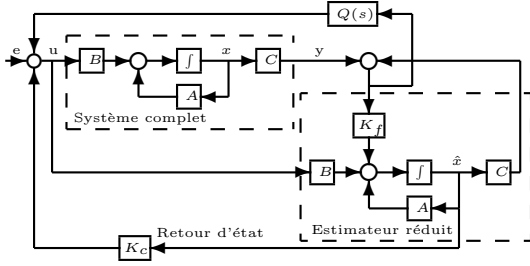 Q(s)
e
u
B
∫
x
C
y
A
Système complet
K_f
B
∫
x̂
C
A
Estimateur réduit
Retour d'état
K_c